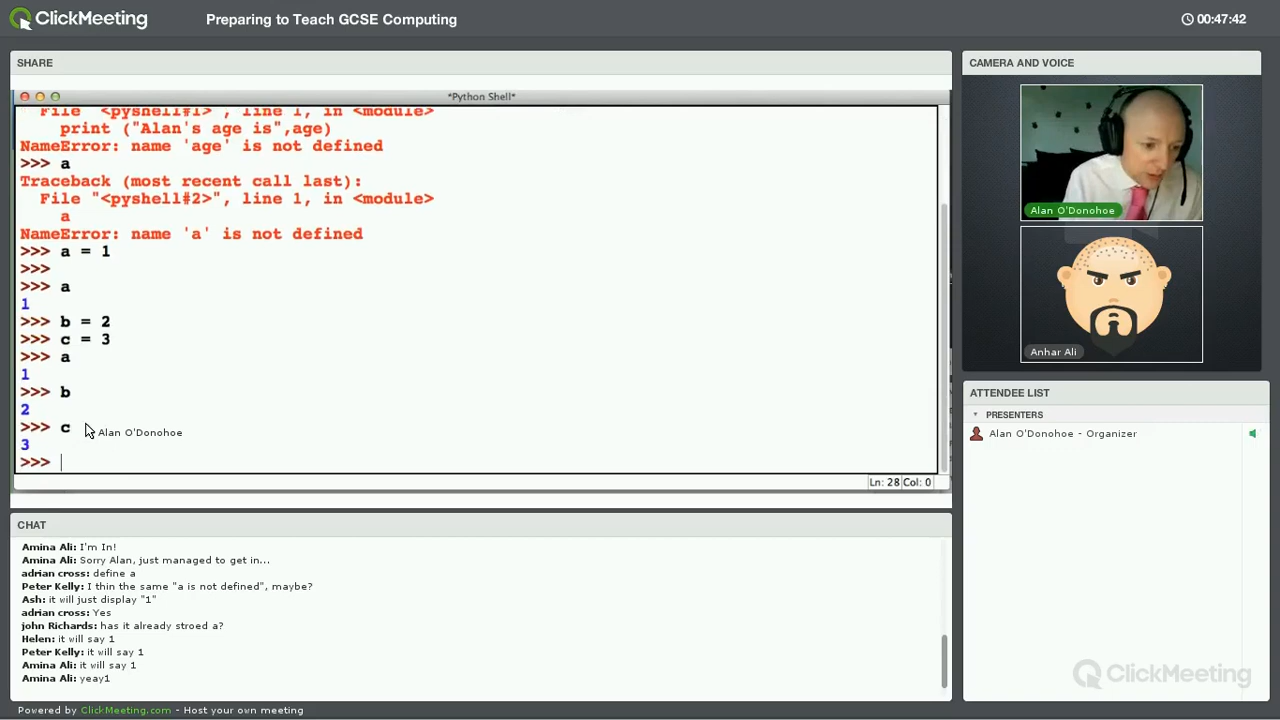 ClickMeeting
Preparing to Teach GCSE Computing
00:47:42
SHARE
*Python Shell*
File "<pyshell#1>", line 1, in <module>
print ("Alan's age is",age)
NameError: name 'age' is not defined
>>> a
Traceback (most recent call last):
File "<pyshell#2>", line 1, in <module>
a
NameError: name 'a' is not defined
>>> a = 1
>>>
>>> a
1
>>> b = 2
>>> c = 3
>>> a
1
>>> b
2
>>> c
Alan O'Donohoe
3
>>>
Ln: 28 Col: 0
CAMERA AND VOICE
Alan O'Donohoe
Anhar Ali
ATTENDEE LIST
PRESENTERS
Alan O'Donohoe - Organizer
CHAT
Amina Ali: I'm In!
Amina Ali: Sorry Alan, just managed to get in...
adrian cross: define a
Peter Kelly: I thin the same "a is not defined", maybe?
Ash: it will just display "1"
adrian cross: Yes
john Richards: has it already stroed a?
Helen: it will say 1
Peter Kelly: it will say 1
Amina Ali: it will say 1
Amina Ali: yeay1
ClickMeeting
Powered by ClickMeeting.com - Host your own meeting